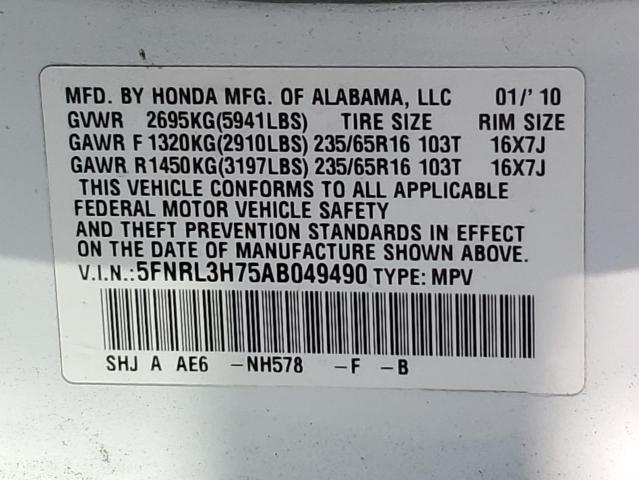 MFD. BY HONDA MFG. OF ALABAMA, LLC 01/'10
GVWR 2695KG(5941LBS) TIRE SIZE RIM SIZE
GAWR F 1320KG(2910LBS) 235/65R16 103T 16X7J
GAWR R1450KG(3197LBS) 235/65R16 103T 16X7J
THIS VEHICLE CONFORMS TO ALL APPLICABLE
FEDERAL MOTOR VEHICLE SAFETY
AND THEFT PREVENTION STANDARDS IN EFFECT
ON THE DATE OF MANUFACTURE SHOWN ABOVE.
V.I.N.:5FNRL3H75AB049490 TYPE: MPV
SHJ A AE6 -NH578 -F -B